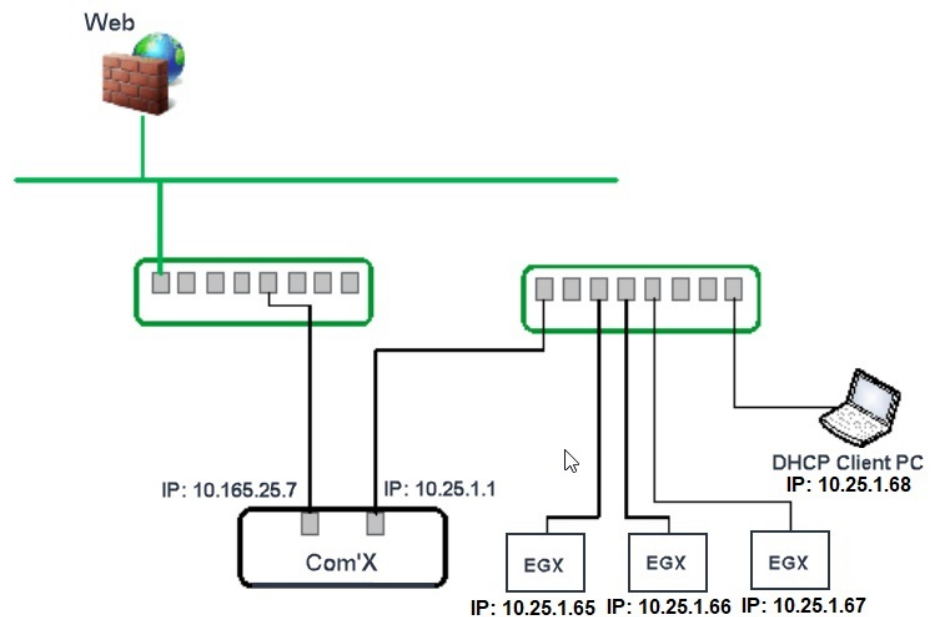 Web
IP: 10.165.25.7
IP: 10.25.1.1
Com'X
DHCP Client PC
IP: 10.25.1.68
EGX
EGX
EGX
IP: 10.25.1.65
IP: 10.25.1.66
IP: 10.25.1.67